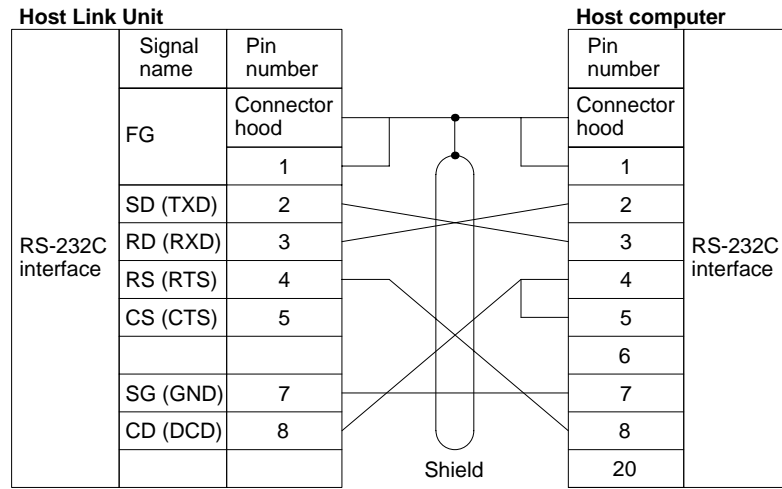 Host Link Unit
Host computer
Signal name
Pin number
Pin number
FG
Connector hood
Connector hood
1
1
SD (TXD)
2
2
RD (RXD)
3
3
RS-232C interface
RS-232C interface
RS (RTS)
4
4
CS (CTS)
5
5
6
SG (GND)
7
7
CD (DCD)
8
8
Shield
20